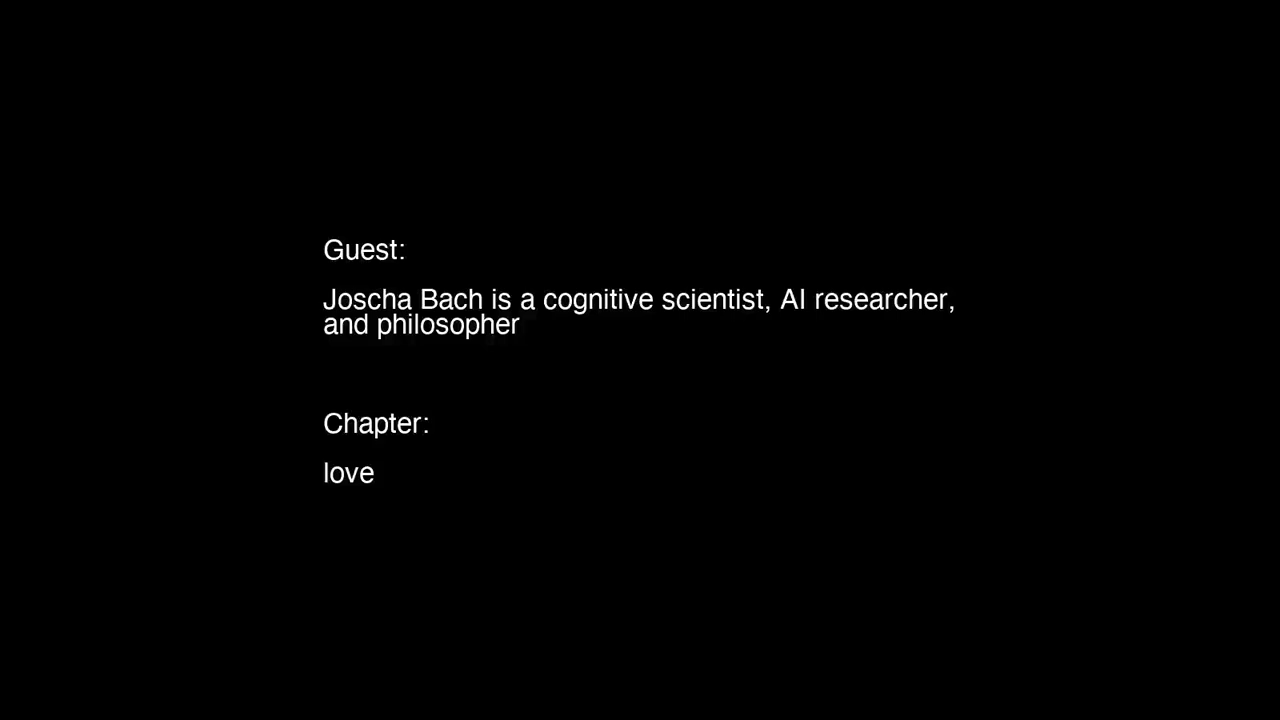 Guest:
Joscha Bach is a cognitive scientist, AI researcher,
and philosopher
Chapter:
love